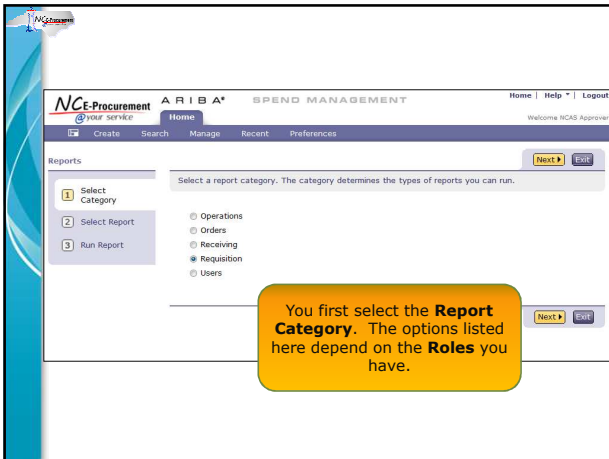 NC E-Procurement
NC E-Procurement
@ your service
ARIBA®
SPEND MANAGEMENT
Home | Help | Logout
Home
Welcome NCAS Approver
Create Search Manage Recent Preferences
Reports
Next Exit
Select a report category. The category determines the types of reports you can run.
1 Select Category
2 Select Report
3 Run Report
Operations
Orders
Receiving
Requisition
Users
Next Exit
You first select the Report
Category. The options listed
here depend on the Roles you
have.